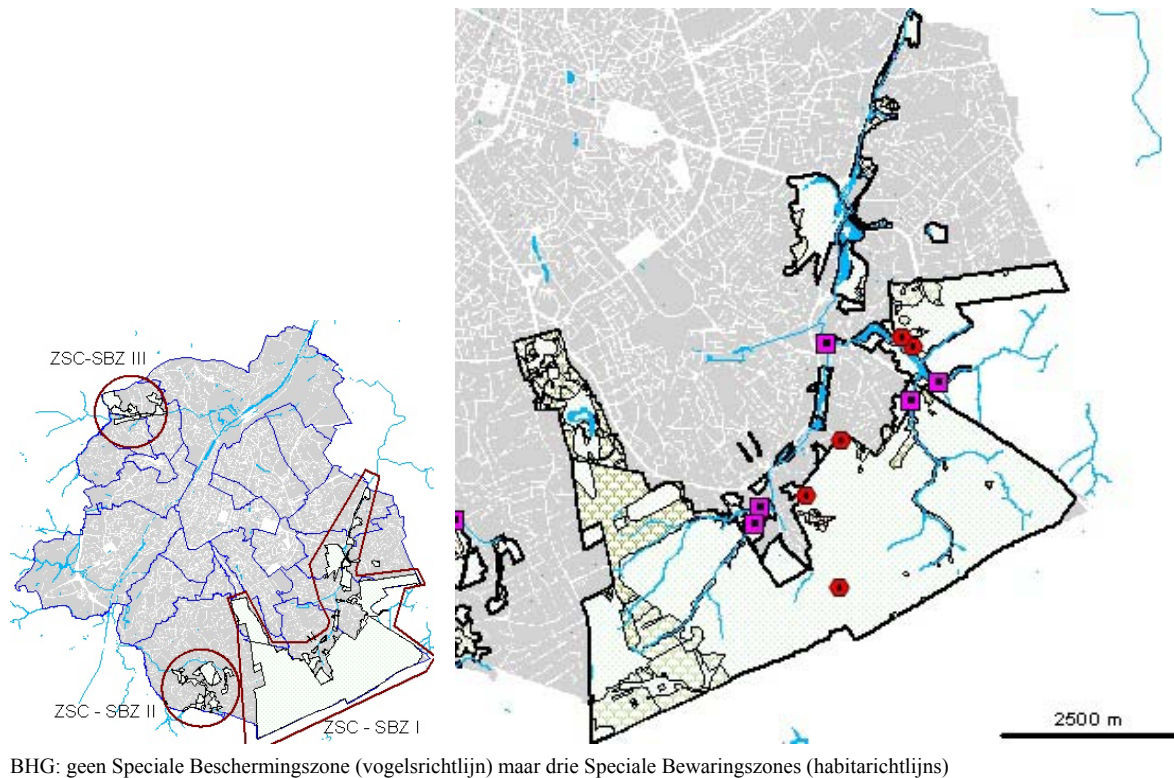 ZSC-SBZ III
ZSC - SBZ II
ZSC - SBZ I
2500 m
BHG: geen Speciale Beschermingszone (vogelsrichtlijn) maar drie Speciale Bewaringszones (habitarichtlijns)